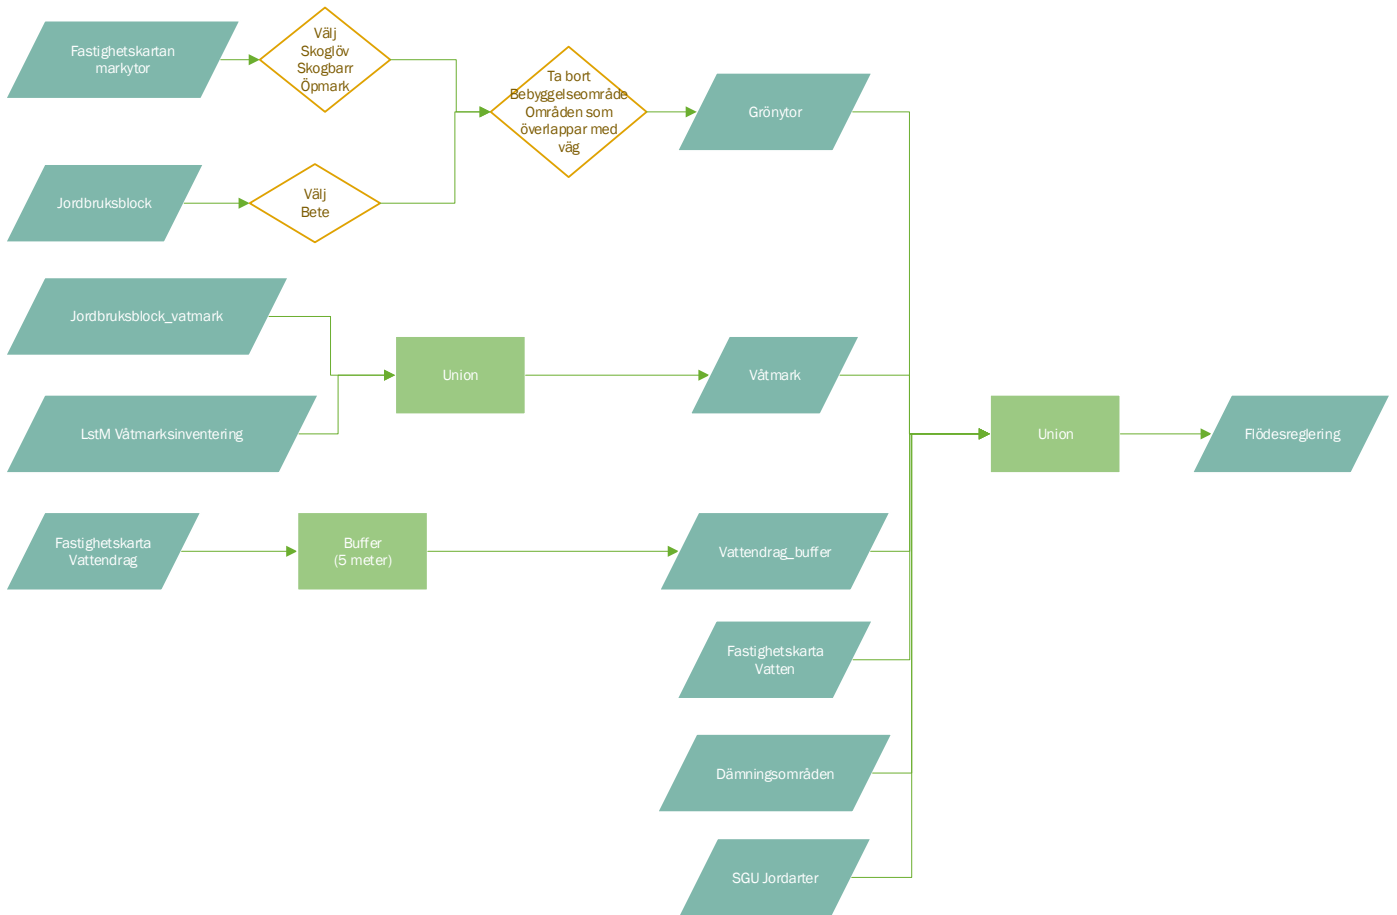 Fastighetskartan
markytor
Välj
Skoglöv
Skogbarr
Öpmark
Ta bort
Bebyggelseområde
Områden som
överlappar med
väg
Grönytor
Jordbruksblock
Välj
Bete
Jordbruksblock_vatmark
Union
Våtmark
LstM Våtmarksinventering
Union
Flödesreglering
Fastighetskarta
Vattendrag
Buffer
(5 meter)
Vattendrag_buffer
Fastighetskarta
Vatten
Dämningsområden
SGU Jordarter